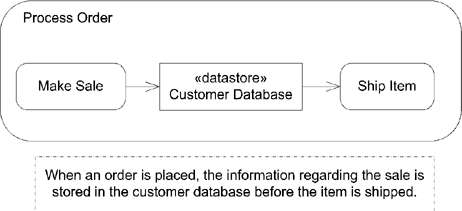 Process Order
Make Sale
«datastore»
Customer Database
Ship Item
When an order is placed, the information regarding the sale is
stored in the customer database before the item is shipped.